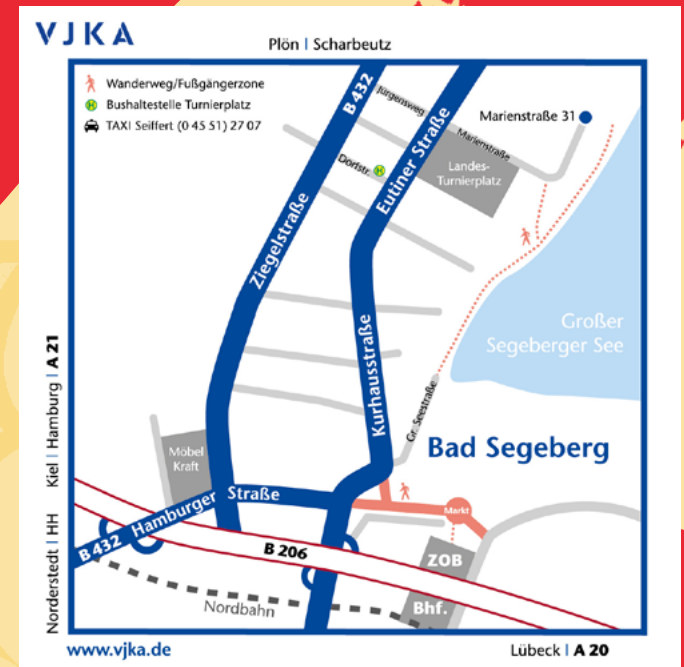 VJKA
Plön | Scharbeutz
Wanderweg/Fußgängerzone
H Bushaltestelle Turnierplatz
TAXI Seiffert (0 45 51) 27 07
B 432
Jürgensweg
Eutiner Straße
Marienstraße
Marienstraße 31
Dorfstr. H
Landes-
Turnierplatz
Ziegelstraße
Großer
Segeberger See
Kurhausstraße
Gr. Seestraße
Norderstedt | HH Kiel | Hamburg | A 21
Bad Segeberg
Möbel
Kraft
B 432 Hamburger Straße
Markt
B 206
ZOB
Nordbahn
Bhf.
www.vjka.de
Lübeck | A 20